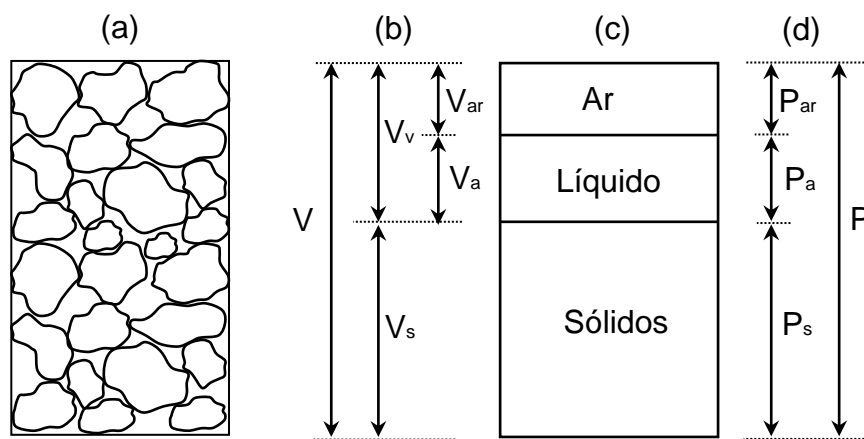 (a) (b) (c) (d)
Var Ar Par
Vv
Va Líquido Pa
V P
Vs Sólidos Ps